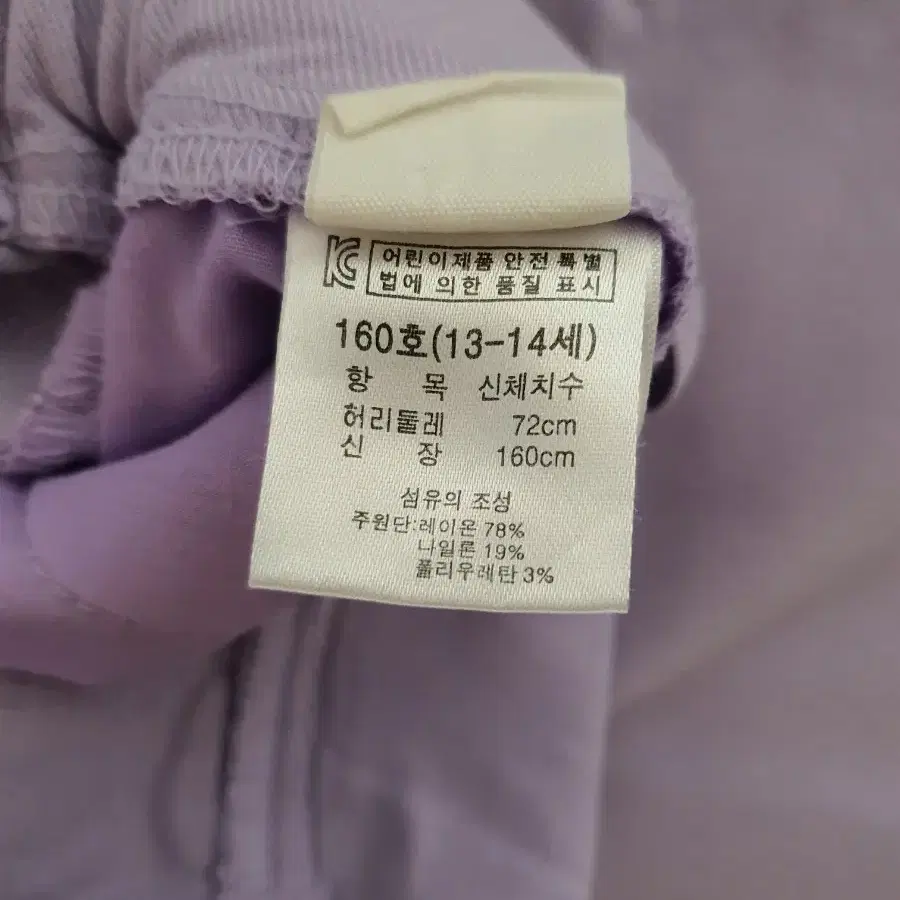 KC 어린이제품 안전특별
법에 의한 품질 표시
160호(13-14세)
항 목 신체치수
허리둘레 72cm
신 장 160cm
섬유의 조성
주원단:레이온 78%
나일론 19%
폴리우레탄 3%